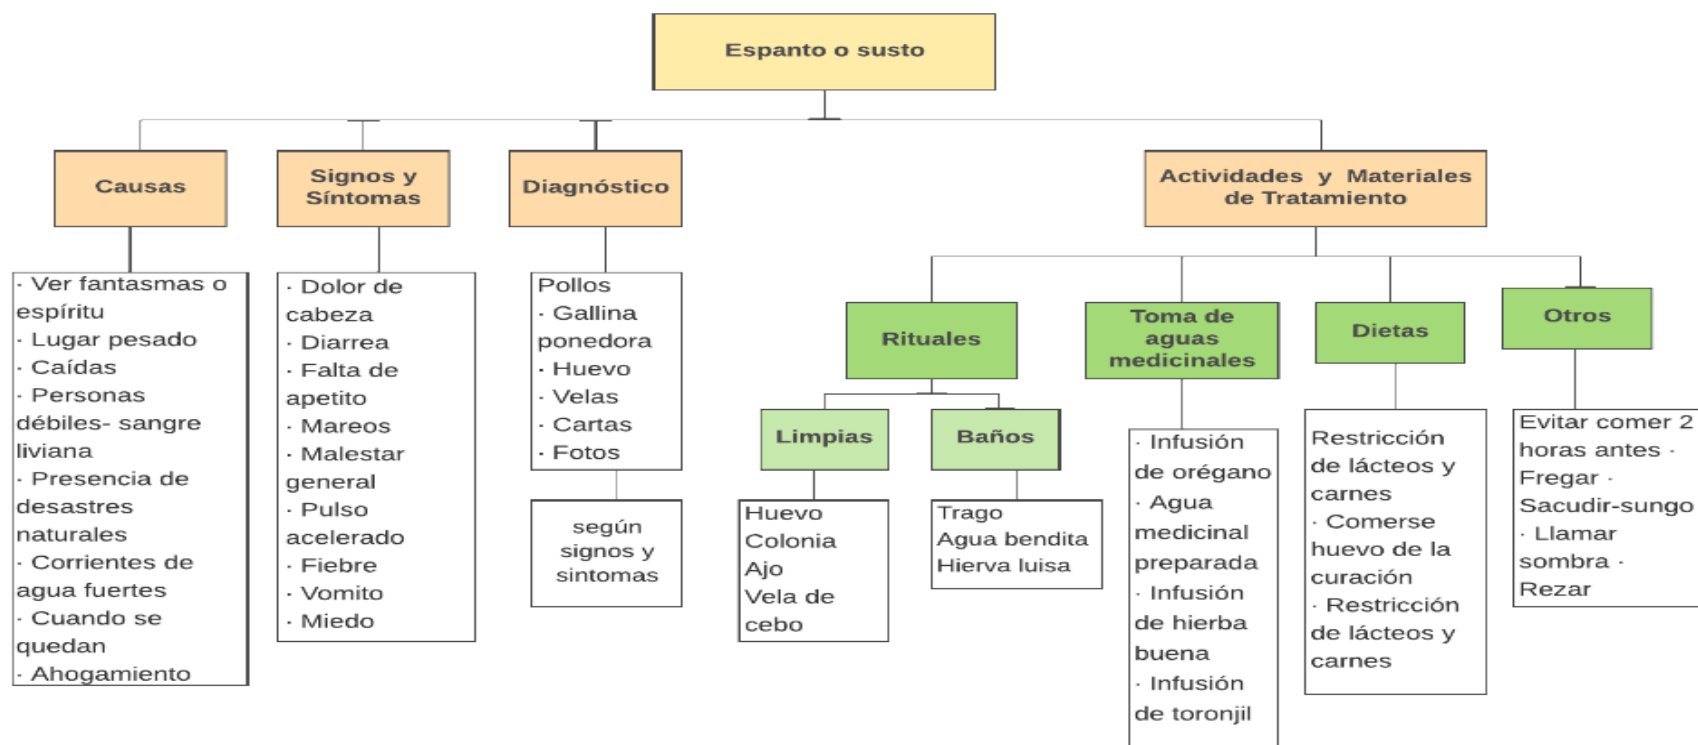 Espanto o susto
Causas
Signos y
Síntomas
Diagnóstico
Actividades y Materiales
de Tratamiento
· Ver fantasmas o
espíritu
· Lugar pesado
· Caídas
· Personas
débiles- sangre
liviana
· Presencia de
desastres
naturales
· Corrientes de
agua fuertes
· Cuando se
quedan
· Ahogamiento
· Dolor de
cabeza
· Diarrea
· Falta de
apetito
· Mareos
· Malestar
general
· Pulso
acelerado
· Fiebre
· Vomito
· Miedo
Pollos
· Gallina
ponedora
· Huevo
· Velas
· Cartas
· Fotos
según
signos y
sintomas
Rituales
Toma de
aguas
medicinales
Dietas
Otros
Limpias
Baños
Huevo
Colonia
Ajo
Vela de
cebo
Trago
Agua bendita
Hierva luisa
· Infusión
de orégano
· Agua
medicinal
preparada
· Infusión
de hierba
buena
· Infusión
de toronjil
Restricción
de lácteos y
carnes
· Comerse
huevo de la
curación
· Restricción
de lácteos y
carnes
Evitar comer 2
horas antes ·
Fregar ·
Sacudir-sungo
· Llamar
sombra ·
Rezar